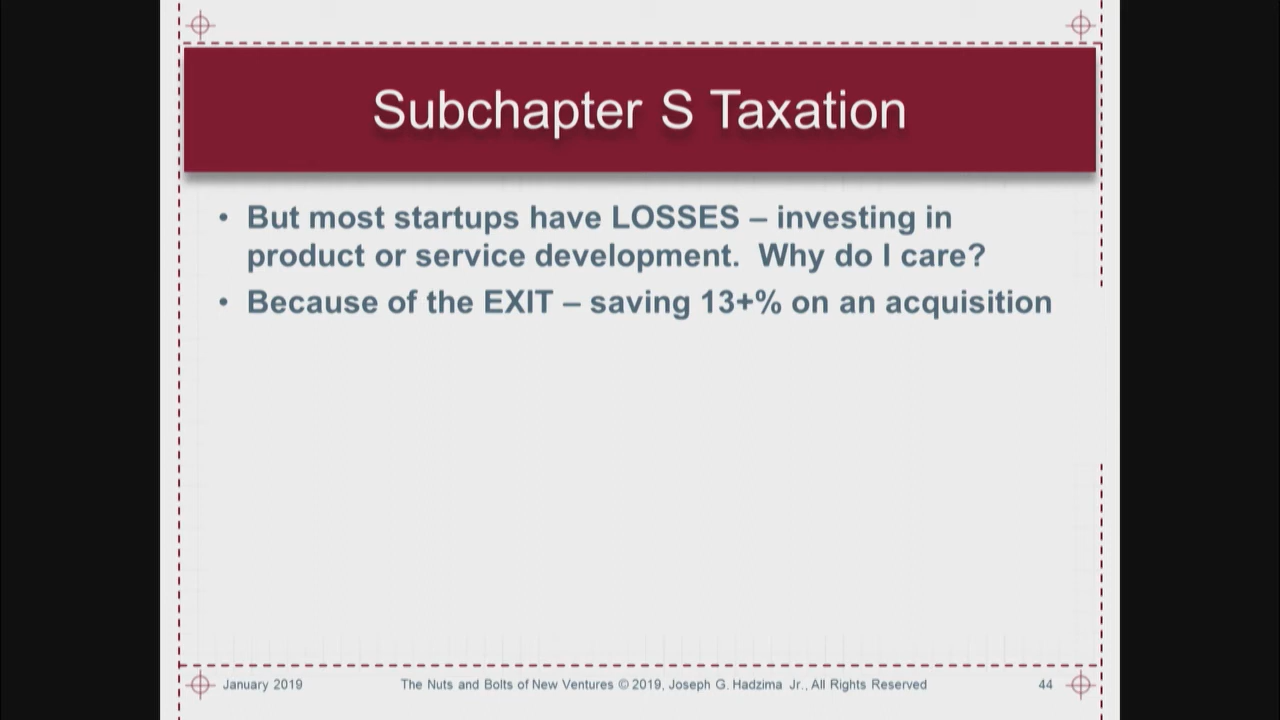 Subchapter S Taxation
• But most startups have LOSSES – investing in
product or service development.  Why do I care?
• Because of the EXIT – saving 13+% on an acquisition
January 2019
The Nuts and Bolts of New Ventures © 2019, Joseph G. Hadzima Jr., All Rights Reserved
44